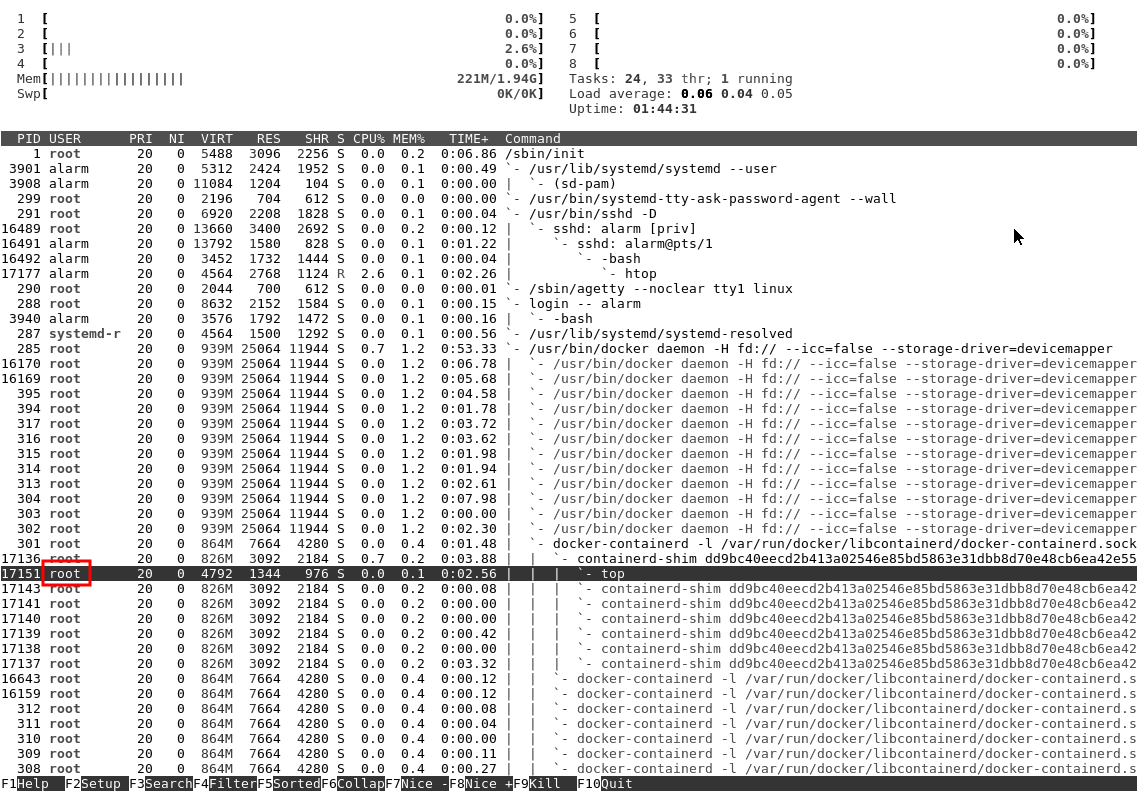 1 [ 0.0%] 5 [ 0.0%]
2 [ 0.0%] 6 [ 0.0%]
3 [||| 2.6%] 7 [ 0.0%]
4 [ 0.0%] 8 [ 0.0%]
Mem[||||||||||||||||| 221M/1.94G] Tasks: 24, 33 thr; 1 running
Swp[ 0K/0K] Load average: 0.06 0.04 0.05
Uptime: 01:44:31
PID USER PRI NI VIRT RES SHR S CPU% MEM% TIME+ Command
1 root 20 0 5488 3096 2256 S 0.0 0.2 0:06.86 /sbin/init
3901 alarm 20 0 5312 2424 1952 S 0.0 0.1 0:00.49 `- /usr/lib/systemd/systemd --user
3908 alarm 20 0 11084 1204 104 S 0.0 0.1 0:00.00 | `- (sd-pam)
299 root 20 0 2196 704 612 S 0.0 0.0 0:00.00 `- /usr/bin/systemd-tty-ask-password-agent --wall
291 root 20 0 6920 2208 1828 S 0.0 0.1 0:00.04 `- /usr/bin/sshd -D
16489 root 20 0 13660 3400 2692 S 0.0 0.2 0:00.12 | `- sshd: alarm [priv]
16491 alarm 20 0 13792 1580 828 S 0.0 0.1 0:01.22 | `- sshd: alarm@pts/1
16492 alarm 20 0 3452 1732 1444 S 0.0 0.1 0:00.04 | `- -bash
17177 alarm 20 0 4564 2768 1124 R 2.6 0.1 0:02.26 | `- htop
290 root 20 0 2044 700 612 S 0.0 0.0 0:00.01 `- /sbin/agetty --noclear tty1 linux
288 root 20 0 8632 2152 1584 S 0.0 0.1 0:00.15 `- login -- alarm
3940 alarm 20 0 3576 1792 1472 S 0.0 0.1 0:00.16 | `- -bash
287 systemd-r 20 0 4564 1500 1292 S 0.0 0.1 0:00.56 `- /usr/lib/systemd/systemd-resolved
285 root 20 0 939M 25064 11944 S 0.7 1.2 0:53.33 `- /usr/bin/docker daemon -H fd:// --icc=false --storage-driver=devicemapper
16170 root 20 0 939M 25064 11944 S 0.0 1.2 0:06.78 | `- /usr/bin/docker daemon -H fd:// --icc=false --storage-driver=devicemapper
16169 root 20 0 939M 25064 11944 S 0.0 1.2 0:05.68 | `- /usr/bin/docker daemon -H fd:// --icc=false --storage-driver=devicemapper
395 root 20 0 939M 25064 11944 S 0.0 1.2 0:04.58 | `- /usr/bin/docker daemon -H fd:// --icc=false --storage-driver=devicemapper
394 root 20 0 939M 25064 11944 S 0.0 1.2 0:01.78 | `- /usr/bin/docker daemon -H fd:// --icc=false --storage-driver=devicemapper
317 root 20 0 939M 25064 11944 S 0.0 1.2 0:03.72 | `- /usr/bin/docker daemon -H fd:// --icc=false --storage-driver=devicemapper
316 root 20 0 939M 25064 11944 S 0.0 1.2 0:03.62 | `- /usr/bin/docker daemon -H fd:// --icc=false --storage-driver=devicemapper
315 root 20 0 939M 25064 11944 S 0.0 1.2 0:01.98 | `- /usr/bin/docker daemon -H fd:// --icc=false --storage-driver=devicemapper
314 root 20 0 939M 25064 11944 S 0.0 1.2 0:01.94 | `- /usr/bin/docker daemon -H fd:// --icc=false --storage-driver=devicemapper
313 root 20 0 939M 25064 11944 S 0.0 1.2 0:02.61 | `- /usr/bin/docker daemon -H fd:// --icc=false --storage-driver=devicemapper
304 root 20 0 939M 25064 11944 S 0.0 1.2 0:07.98 | `- /usr/bin/docker daemon -H fd:// --icc=false --storage-driver=devicemapper
303 root 20 0 939M 25064 11944 S 0.0 1.2 0:00.00 | `- /usr/bin/docker daemon -H fd:// --icc=false --storage-driver=devicemapper
302 root 20 0 939M 25064 11944 S 0.0 1.2 0:02.30 | `- /usr/bin/docker daemon -H fd:// --icc=false --storage-driver=devicemapper
301 root 20 0 864M 7664 4280 S 0.0 0.4 0:01.48 | `- docker-containerd -l /var/run/docker/libcontainerd/docker-containerd.sock
17136 root 20 0 826M 3092 2184 S 0.7 0.2 0:03.88 | | `- containerd-shim dd9bc40eecd2b413a02546e85bd5863e31dbb8d70e48cb6ea42e55
17151 root 20 0 4792 1344 976 S 0.0 0.1 0:02.56 | | | `- top
17143 root 20 0 826M 3092 2184 S 0.0 0.2 0:00.08 | | | `- containerd-shim dd9bc40eecd2b413a02546e85bd5863e31dbb8d70e48cb6ea42
17141 root 20 0 826M 3092 2184 S 0.0 0.2 0:00.00 | | | `- containerd-shim dd9bc40eecd2b413a02546e85bd5863e31dbb8d70e48cb6ea42
17140 root 20 0 826M 3092 2184 S 0.0 0.2 0:00.00 | | | `- containerd-shim dd9bc40eecd2b413a02546e85bd5863e31dbb8d70e48cb6ea42
17139 root 20 0 826M 3092 2184 S 0.0 0.2 0:00.42 | | | `- containerd-shim dd9bc40eecd2b413a02546e85bd5863e31dbb8d70e48cb6ea42
17138 root 20 0 826M 3092 2184 S 0.0 0.2 0:00.00 | | | `- containerd-shim dd9bc40eecd2b413a02546e85bd5863e31dbb8d70e48cb6ea42
17137 root 20 0 826M 3092 2184 S 0.0 0.2 0:03.32 | | | `- containerd-shim dd9bc40eecd2b413a02546e85bd5863e31dbb8d70e48cb6ea42
16643 root 20 0 864M 7664 4280 S 0.0 0.4 0:00.12 | | `- docker-containerd -l /var/run/docker/libcontainerd/docker-containerd.s
16159 root 20 0 864M 7664 4280 S 0.0 0.4 0:00.12 | | `- docker-containerd -l /var/run/docker/libcontainerd/docker-containerd.s
312 root 20 0 864M 7664 4280 S 0.0 0.4 0:00.08 | | `- docker-containerd -l /var/run/docker/libcontainerd/docker-containerd.s
311 root 20 0 864M 7664 4280 S 0.0 0.4 0:00.04 | | `- docker-containerd -l /var/run/docker/libcontainerd/docker-containerd.s
310 root 20 0 864M 7664 4280 S 0.0 0.4 0:00.00 | | `- docker-containerd -l /var/run/docker/libcontainerd/docker-containerd.s
309 root 20 0 864M 7664 4280 S 0.0 0.4 0:00.11 | | `- docker-containerd -l /var/run/docker/libcontainerd/docker-containerd.s
308 root 20 0 864M 7664 4280 S 0.0 0.4 0:00.27 | | `- docker-containerd -l /var/run/docker/libcontainerd/docker-containerd.s
F1Help F2Setup F3SearchF4FilterF5SortedF6CollapF7Nice -F8Nice +F9Kill F10Quit